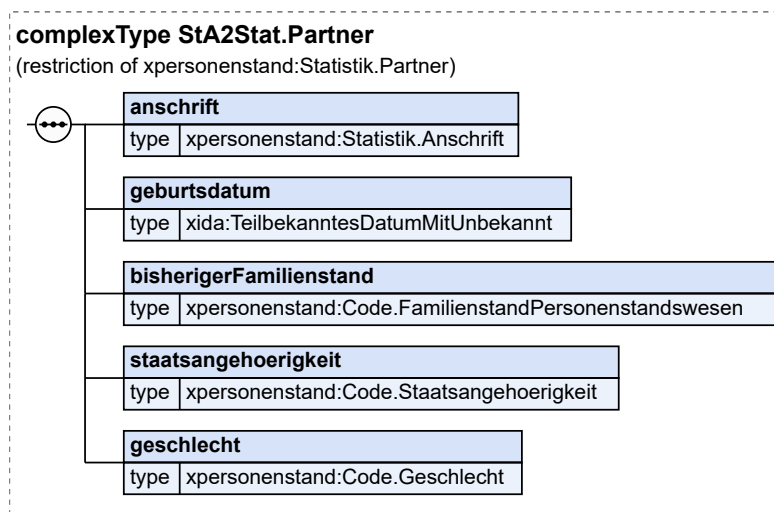 complexType StA2Stat.Partner
(restriction of xpersonenstand:Statistik.Partner)
anschrift
type xpersonenstand:Statistik.Anschrift
geburtsdatum
type xida:TeilbekanntesDatumMitUnbekannt
bisherigerFamilienstand
type xpersonenstand:Code.FamilienstandPersonenstandswesen
staatsangehoerigkeit
type xpersonenstand:Code.Staatsangehoerigkeit
geschlecht
type xpersonenstand:Code.Geschlecht